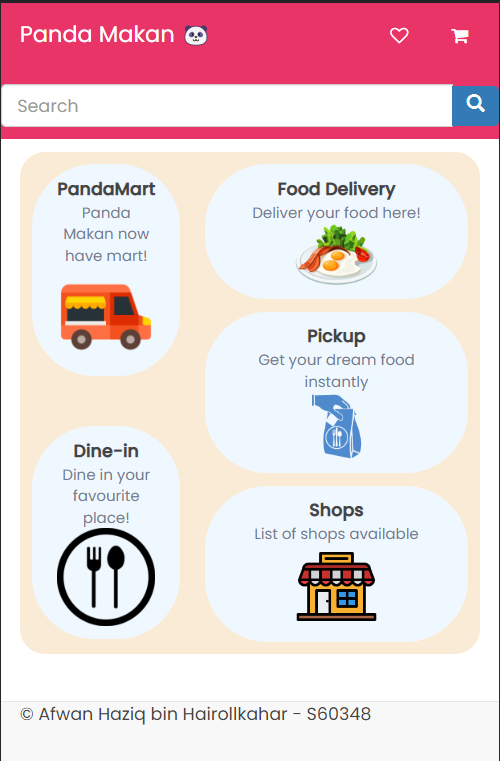 Panda Makan 🐼
Search
PandaMart
Panda
Makan now
have mart!
Food Delivery
Deliver your food here!
Pickup
Get your dream food
instantly
Dine-in
Dine in your
favourite
place!
Shops
List of shops available
© Afwan Haziq bin Hairollkahar - S60348